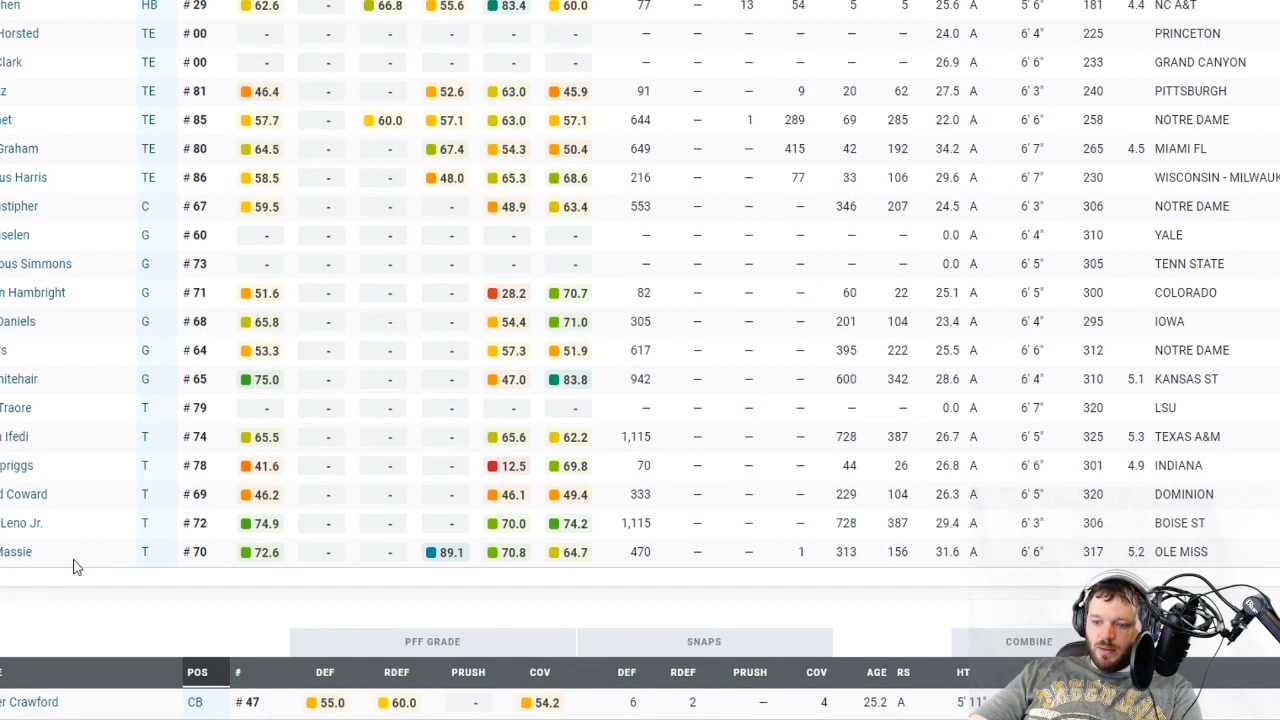 hen HB # 29 62.6 - 66.8 55.6 83.4 60.0 77 – 13 54 5 5 25.6 A 5' 6" 181 4.4 NC A&T
Horsted TE # 00 - - - - - - – – – – – – 24.0 A 6' 4" 225 PRINCETON
Clark TE # 00 - - - - - - – – – – – – 26.9 A 6' 6" 233 GRAND CANYON
tz TE # 81 46.4 - - 52.6 63.0 45.9 91 – – 9 20 62 27.5 A 6' 3" 240 PITTSBURGH
net TE # 85 57.7 - 60.0 57.1 63.0 57.1 644 – 1 289 69 285 22.0 A 6' 6" 258 NOTRE DAME
Graham TE # 80 64.5 - - 67.4 54.3 50.4 649 – – 415 42 192 34.2 A 6' 7" 265 4.5 MIAMI FL
us Harris TE # 86 58.5 - - 48.0 65.3 68.6 216 – – 77 33 106 29.6 A 6' 7" 230 WISCONSIN - MILWAUK
stipher C # 67 59.5 - - - 48.9 63.4 553 – – – 346 207 24.5 A 6' 3" 306 NOTRE DAME
iselen G # 60 - - - - - - – – – – – – 0.0 A 6' 4" 310 YALE
ous Simmons G # 73 - - - - - - – – – – – – 0.0 A 6' 5" 305 TENN STATE
n Hambright G # 71 51.6 - - - 28.2 70.7 82 – – – 60 22 25.1 A 6' 5" 300 COLORADO
Daniels G # 68 65.8 - - - 54.4 71.0 305 – – – 201 104 23.4 A 6' 4" 295 IOWA
rs G # 64 53.3 - - - 57.3 51.9 617 – – – 395 222 25.5 A 6' 6" 312 NOTRE DAME
hitehair G # 65 75.0 - - - 47.0 83.8 942 – – – 600 342 28.6 A 6' 4" 310 5.1 KANSAS ST
Traore T # 79 - - - - - - – – – – – – 0.0 A 6' 7" 320 LSU
n Ifedi T # 74 65.5 - - - 65.6 62.2 1,115 – – – 728 387 26.7 A 6' 5" 325 5.3 TEXAS A&M
priggs T # 78 41.6 - - - 12.5 69.8 70 – – – 44 26 26.8 A 6' 6" 301 4.9 INDIANA
d Coward T # 69 46.2 - - - 46.1 49.4 333 – – – 229 104 26.3 A 6' 5" 320 DOMINION
Leno Jr. T # 72 74.9 - - - 70.0 74.2 1,115 – – – 728 387 29.4 A 6' 3" 306 BOISE ST
Massie T # 70 72.6 - - 89.1 70.8 64.7 470 – – 1 313 156 31.6 A 6' 6" 317 5.2 OLE MISS
PFF GRADE SNAPS COMBINE
POS # DEF RDEF PRUSH COV DEF RDEF PRUSH COV AGE RS HT
er Crawford CB # 47 55.0 60.0 - 54.2 6 2 – 4 25.2 A 5' 11"